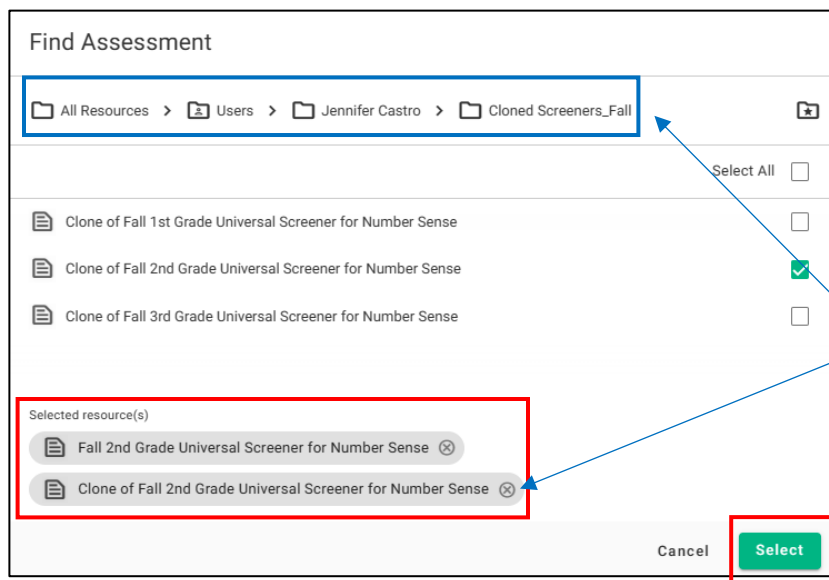 Find Assessment
All Resources > Users > Jennifer Castro > Cloned Screeners_Fall
Select All
Clone of Fall 1st Grade Universal Screener for Number Sense
Clone of Fall 2nd Grade Universal Screener for Number Sense
Clone of Fall 3rd Grade Universal Screener for Number Sense
Selected resource(s)
Fall 2nd Grade Universal Screener for Number Sense
Clone of Fall 2nd Grade Universal Screener for Number Sense
Cancel Select